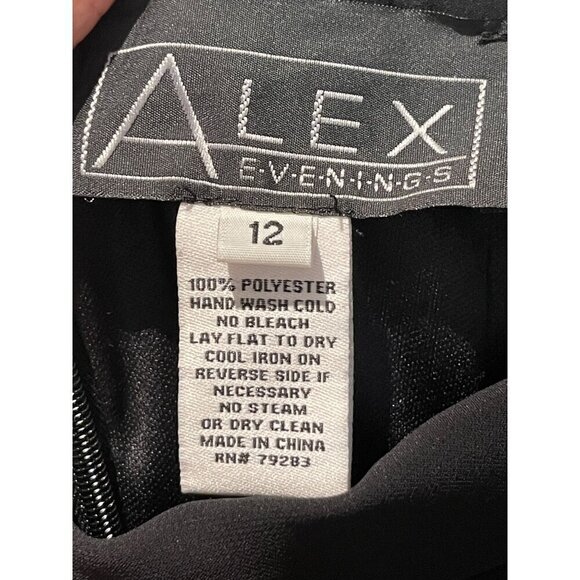 ALEX
E·V·E·N·I·N·G·S
12
100% POLYESTER
HAND WASH COLD
NO BLEACH
LAY FLAT TO DRY
COOL IRON ON
REVERSE SIDE IF
NECESSARY
NO STEAM
OR DRY CLEAN
MADE IN CHINA
RN# 79283